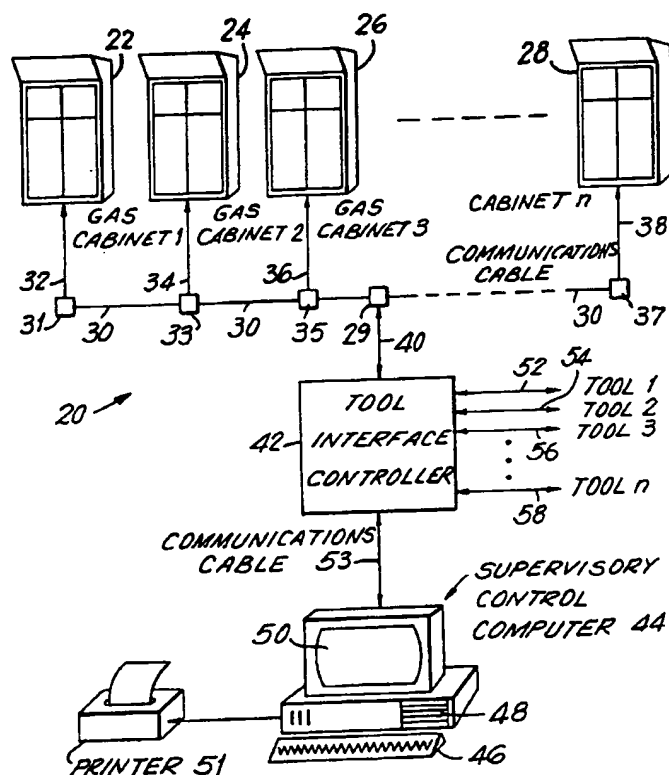 22
24
26
28
GAS
CABINET 1
GAS
CABINET 2
GAS
CABINET 3
CABINET n
32
34
36
38
COMMUNICATIONS
CABLE
31
30
33
30
35
29
30
37
40
20
42
TOOL
INTERFACE
CONTROLLER
52
54
TOOL 1
TOOL 2
TOOL 3
56
TOOL n
58
COMMUNICATIONS
CABLE
53
SUPERVISORY
CONTROL
COMPUTER 44
50
48
46
PRINTER 51